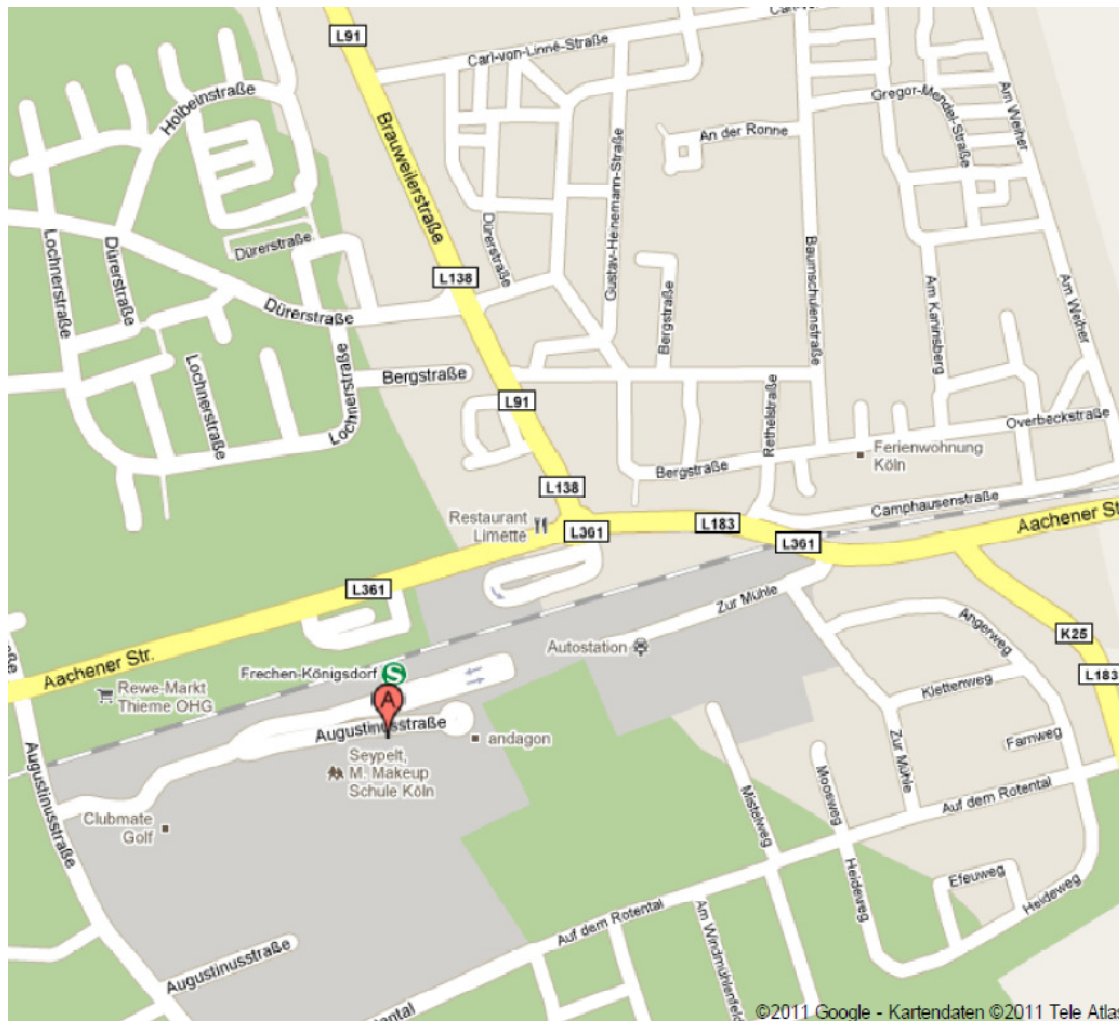 L91
Carl-von-Linné-Straße
Holbeinstraße
Brauweilerstraße
Gustav-Heinemann-Straße
An der Ronne
Gregor-Mendel-Straße
Am Weiher
Lochnerstraße
Dürerstraße
Dürerstraße
Dürerstraße
L138
Dürerstraße
Bergstraße
Baumschulenstraße
Am Kaninsberg
Am Weiher
Lochnerstraße
Lochnerstraße
Bergstraße
L91
Rethelstraße
Overbeckstraße
Ferienwohnung
Köln
Bergstraße
L138
Camphausenstraße
Restaurant
Limette
L361
L183
L361
Aachener Str.
L361
Zur Mühle
Angerweg
K25
Aachener Str.
Autostation
Frechen-Königsdorf
S
Rewe-Markt
Thieme OHG
A
Klettenweg
L183
Augustinusstraße
andagon
Farnweg
Zur Mühle
Seypelt,
M. Makeup
Schule Köln
Augustinusstraße
Clubmate
Golf
Mistelweg
Moosweg
Auf dem Rotental
Heideweg
Efeuweg
Heideweg
Auf dem Rotental
Am Windmühlenfeld
Augustinusstraße
©2011 Google - Kartendaten ©2011 Tele Atlas